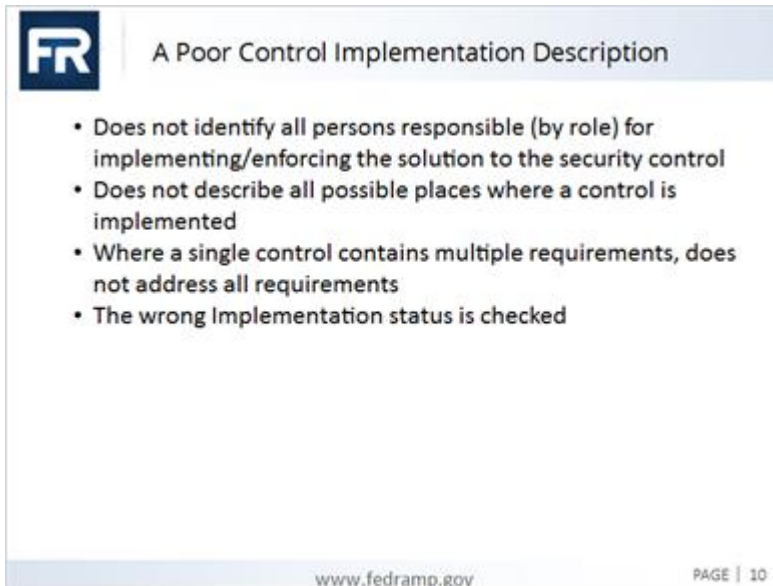 FR
A Poor Control Implementation Description
• Does not identify all persons responsible (by role) for
implementing/enforcing the solution to the security control
• Does not describe all possible places where a control is
implemented
• Where a single control contains multiple requirements, does
not address all requirements
• The wrong Implementation status is checked
www.fedramp.gov
PAGE | 10